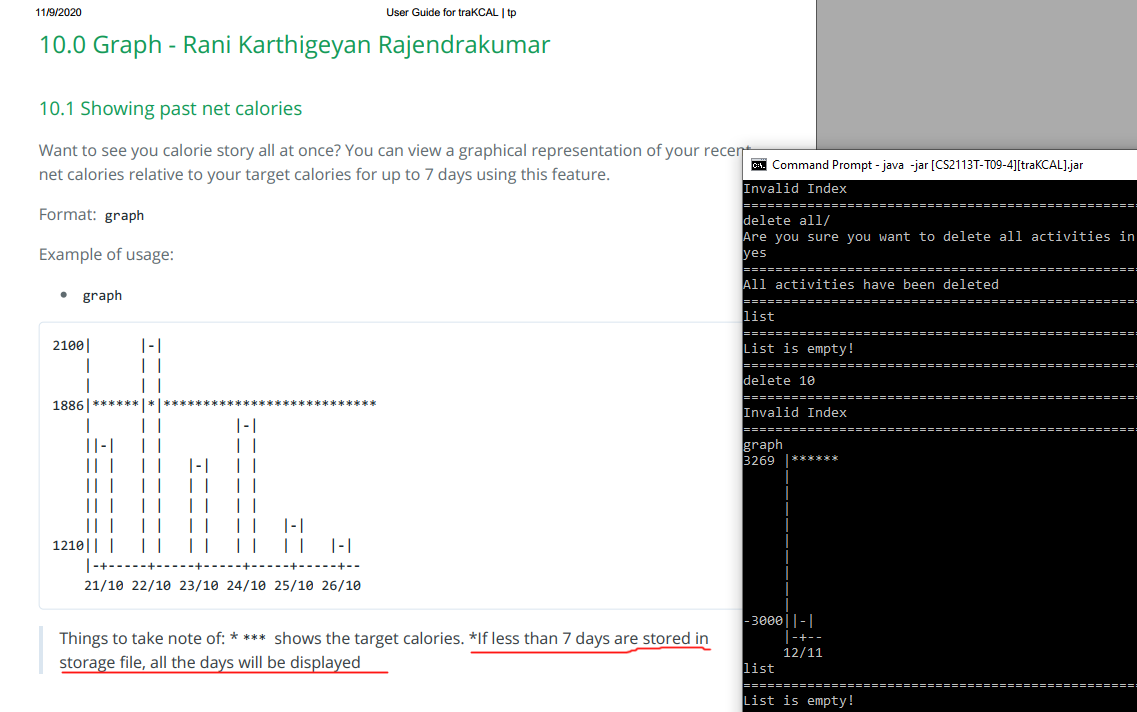 11/9/2020
User Guide for traKCAL | tp
10.0 Graph - Rani Karthigeyan Rajendrakumar
10.1 Showing past net calories
Want to see you calorie story all at once? You can view a graphical representation of your recent
net calories relative to your target calories for up to 7 days using this feature.
Format: graph
Example of usage:
• graph
2100|      |-|
    |      | |
    |      | |
1886|******|*|***************************
    |      | |         |-|
    ||-|   | |         | |
    || |   | |   |-|   | |
    || |   | |   | |   | |
    || |   | |   | |   | |
    || |   | |   | |   | |   |-|
1210|| |   | |   | |   | |   | |   |-|
    |-+-----+-----+-----+-----+-----+--
    21/10 22/10 23/10 24/10 25/10 26/10
Things to take note of: * *** shows the target calories. *If less than 7 days are stored in
storage file, all the days will be displayed
Command Prompt - java -jar [CS2113T-T09-4][traKCAL].jar
Invalid Index
==================================================
delete all/
Are you sure you want to delete all activities in
yes
==================================================
All activities have been deleted
==================================================
list
==================================================
List is empty!
==================================================
delete 10
==================================================
Invalid Index
==================================================
graph
3269 |******
     |
     |
     |
     |
     |
     |
     |
     |
     |
-3000||-|
     |-+--
     12/11
list
==================================================
List is empty!